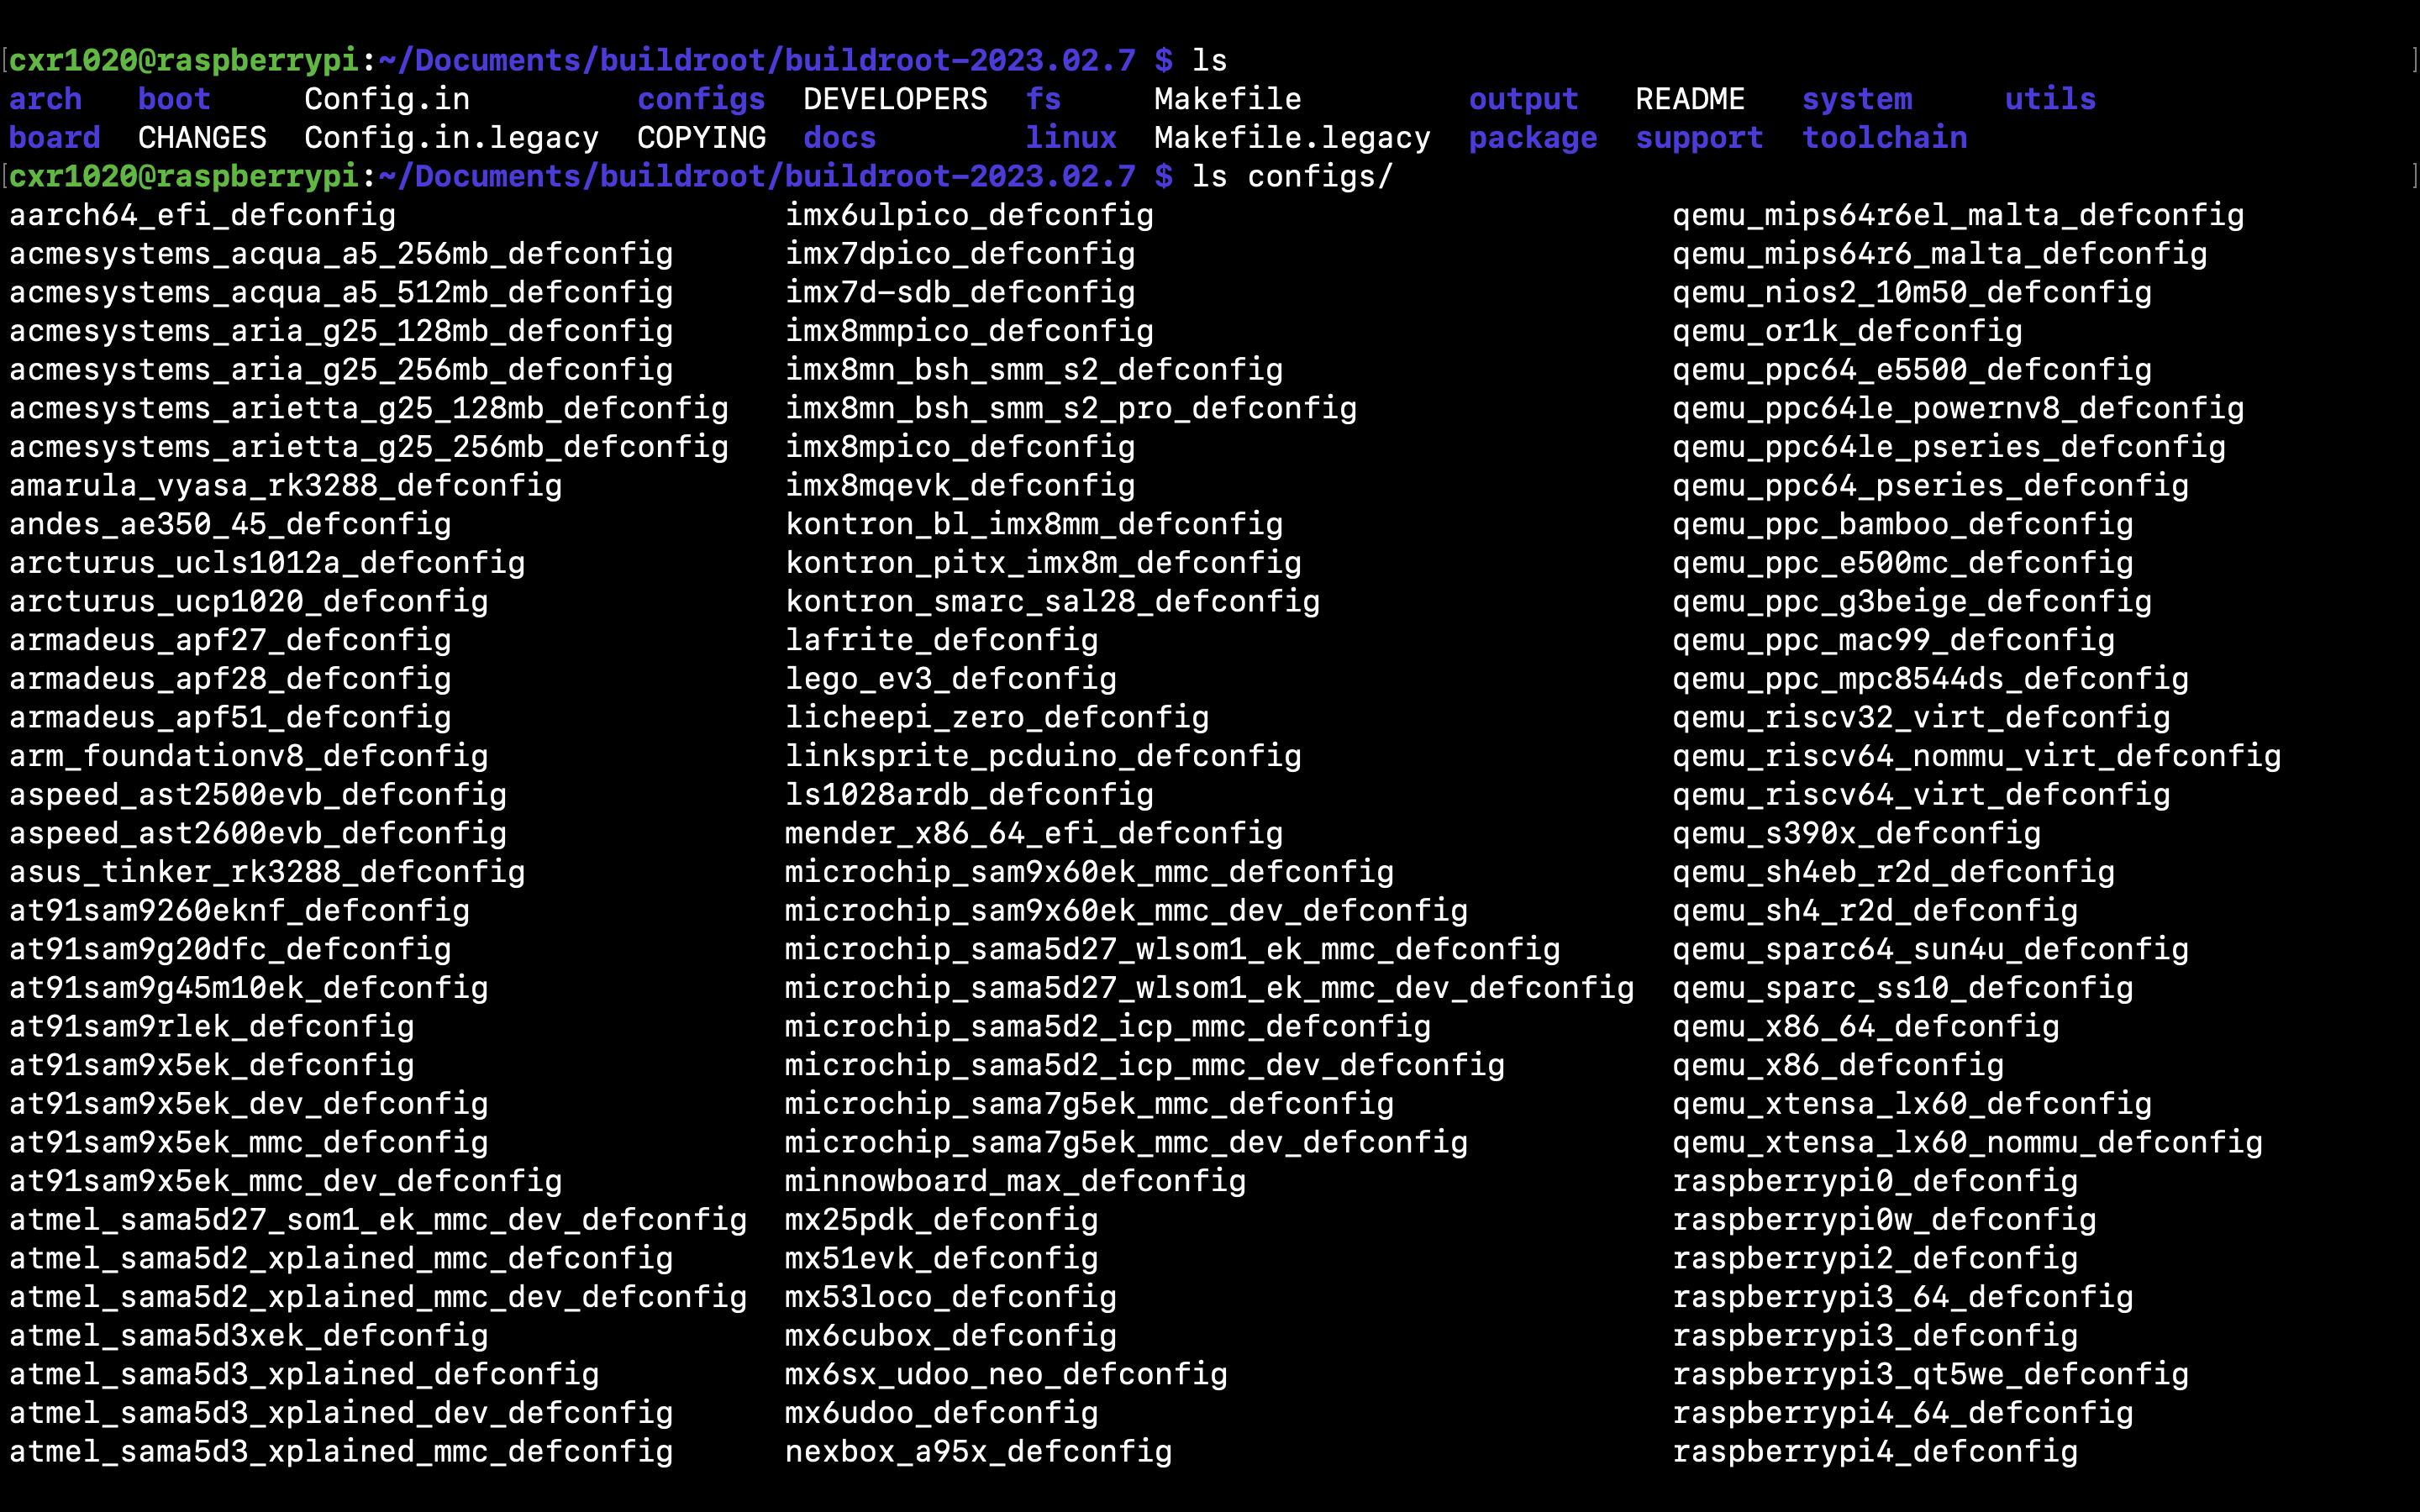 cxr1020@raspberrypi:~/Documents/buildroot/buildroot-2023.02.7 $ ls
arch boot Config.in configs DEVELOPERS fs Makefile output README system utils
board CHANGES Config.in.legacy COPYING docs linux Makefile.legacy package support toolchain
cxr1020@raspberrypi:~/Documents/buildroot/buildroot-2023.02.7 $ ls configs/
aarch64_efi_defconfig imx6ulpico_defconfig qemu_mips64r6el_malta_defconfig
acmesystems_acqua_a5_256mb_defconfig imx7dpico_defconfig qemu_mips64r6_malta_defconfig
acmesystems_acqua_a5_512mb_defconfig imx7d-sdb_defconfig qemu_nios2_10m50_defconfig
acmesystems_aria_g25_128mb_defconfig imx8mmpico_defconfig qemu_or1k_defconfig
acmesystems_aria_g25_256mb_defconfig imx8mn_bsh_smm_s2_defconfig qemu_ppc64_e5500_defconfig
acmesystems_arietta_g25_128mb_defconfig imx8mn_bsh_smm_s2_pro_defconfig qemu_ppc64le_powernv8_defconfig
acmesystems_arietta_g25_256mb_defconfig imx8mpico_defconfig qemu_ppc64le_pseries_defconfig
amarula_vyasa_rk3288_defconfig imx8mqevk_defconfig qemu_ppc64_pseries_defconfig
andes_ae350_45_defconfig kontron_bl_imx8mm_defconfig qemu_ppc_bamboo_defconfig
arcturus_ucls1012a_defconfig kontron_pitx_imx8m_defconfig qemu_ppc_e500mc_defconfig
arcturus_ucp1020_defconfig kontron_smarc_sal28_defconfig qemu_ppc_g3beige_defconfig
armadeus_apf27_defconfig lafrite_defconfig qemu_ppc_mac99_defconfig
armadeus_apf28_defconfig lego_ev3_defconfig qemu_ppc_mpc8544ds_defconfig
armadeus_apf51_defconfig licheepi_zero_defconfig qemu_riscv32_virt_defconfig
arm_foundationv8_defconfig linksprite_pcduino_defconfig qemu_riscv64_nommu_virt_defconfig
aspeed_ast2500evb_defconfig ls1028ardb_defconfig qemu_riscv64_virt_defconfig
aspeed_ast2600evb_defconfig mender_x86_64_efi_defconfig qemu_s390x_defconfig
asus_tinker_rk3288_defconfig microchip_sam9x60ek_mmc_defconfig qemu_sh4eb_r2d_defconfig
at91sam9260eknf_defconfig microchip_sam9x60ek_mmc_dev_defconfig qemu_sh4_r2d_defconfig
at91sam9g20dfc_defconfig microchip_sama5d27_wlsom1_ek_mmc_defconfig qemu_sparc64_sun4u_defconfig
at91sam9g45m10ek_defconfig microchip_sama5d27_wlsom1_ek_mmc_dev_defconfig qemu_sparc_ss10_defconfig
at91sam9rlek_defconfig microchip_sama5d2_icp_mmc_defconfig qemu_x86_64_defconfig
at91sam9x5ek_defconfig microchip_sama5d2_icp_mmc_dev_defconfig qemu_x86_defconfig
at91sam9x5ek_dev_defconfig microchip_sama7g5ek_mmc_defconfig qemu_xtensa_lx60_defconfig
at91sam9x5ek_mmc_defconfig microchip_sama7g5ek_mmc_dev_defconfig qemu_xtensa_lx60_nommu_defconfig
at91sam9x5ek_mmc_dev_defconfig minnowboard_max_defconfig raspberrypi0_defconfig
atmel_sama5d27_som1_ek_mmc_dev_defconfig mx25pdk_defconfig raspberrypi0w_defconfig
atmel_sama5d2_xplained_mmc_defconfig mx51evk_defconfig raspberrypi2_defconfig
atmel_sama5d2_xplained_mmc_dev_defconfig mx53loco_defconfig raspberrypi3_64_defconfig
atmel_sama5d3xek_defconfig mx6cubox_defconfig raspberrypi3_defconfig
atmel_sama5d3_xplained_defconfig mx6sx_udoo_neo_defconfig raspberrypi3_qt5we_defconfig
atmel_sama5d3_xplained_dev_defconfig mx6udoo_defconfig raspberrypi4_64_defconfig
atmel_sama5d3_xplained_mmc_defconfig nexbox_a95x_defconfig raspberrypi4_defconfig